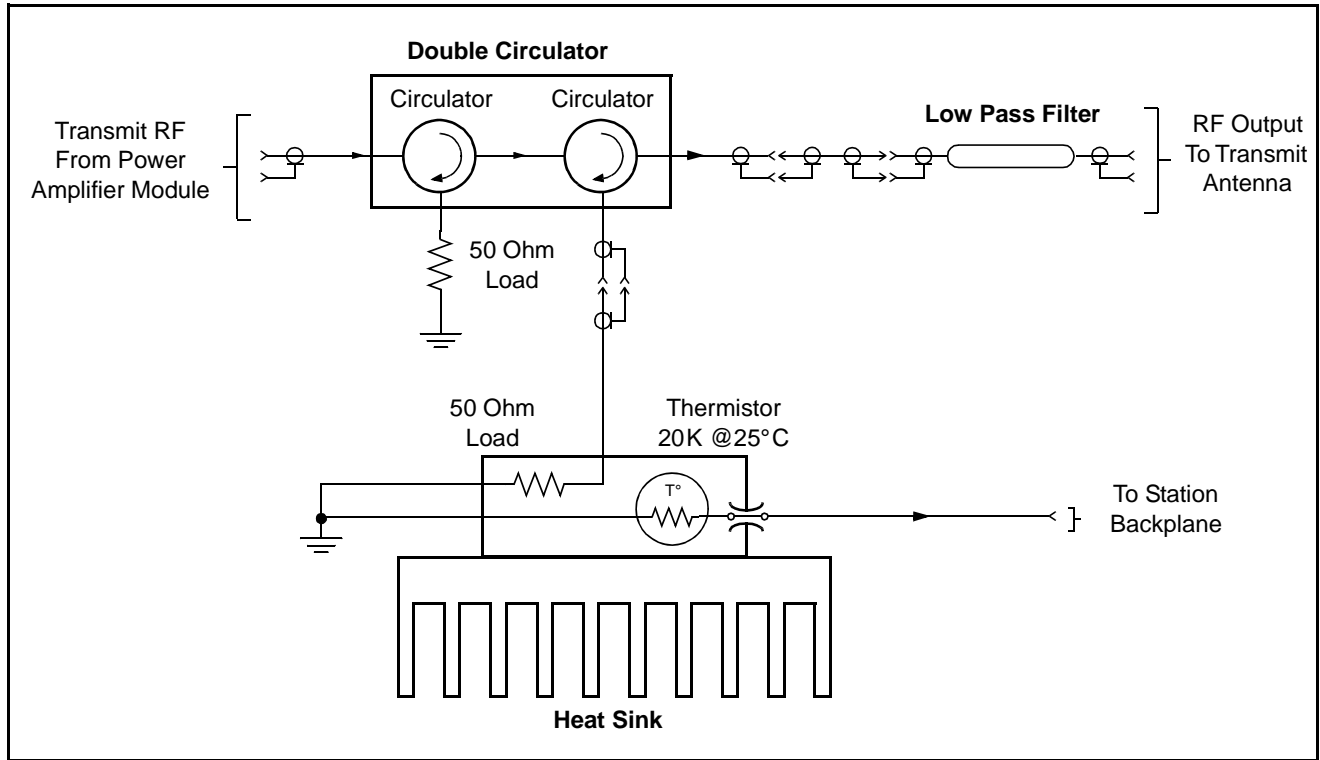 Double Circulator
Circulator
Circulator
Transmit RF
From Power
Amplifier Module
Low Pass Filter
RF Output
To Transmit
Antenna
50 Ohm
Load
50 Ohm
Load
Thermistor
20K @25°C
T°
To Station
Backplane
Heat Sink